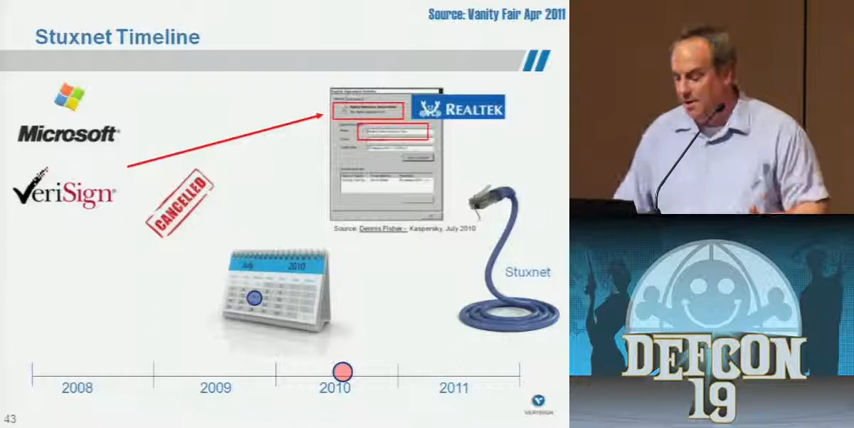 Source: Vanity Fair Apr 2011
Stuxnet Timeline
Microsoft®
VeriSign®
CANCELLED
REALTEK
Source: Dennis Fisher – Kaspersky, July 2010
July 2010
Stuxnet
2008 2009 2010 2011
43
VERISIGN
DEFCON
19